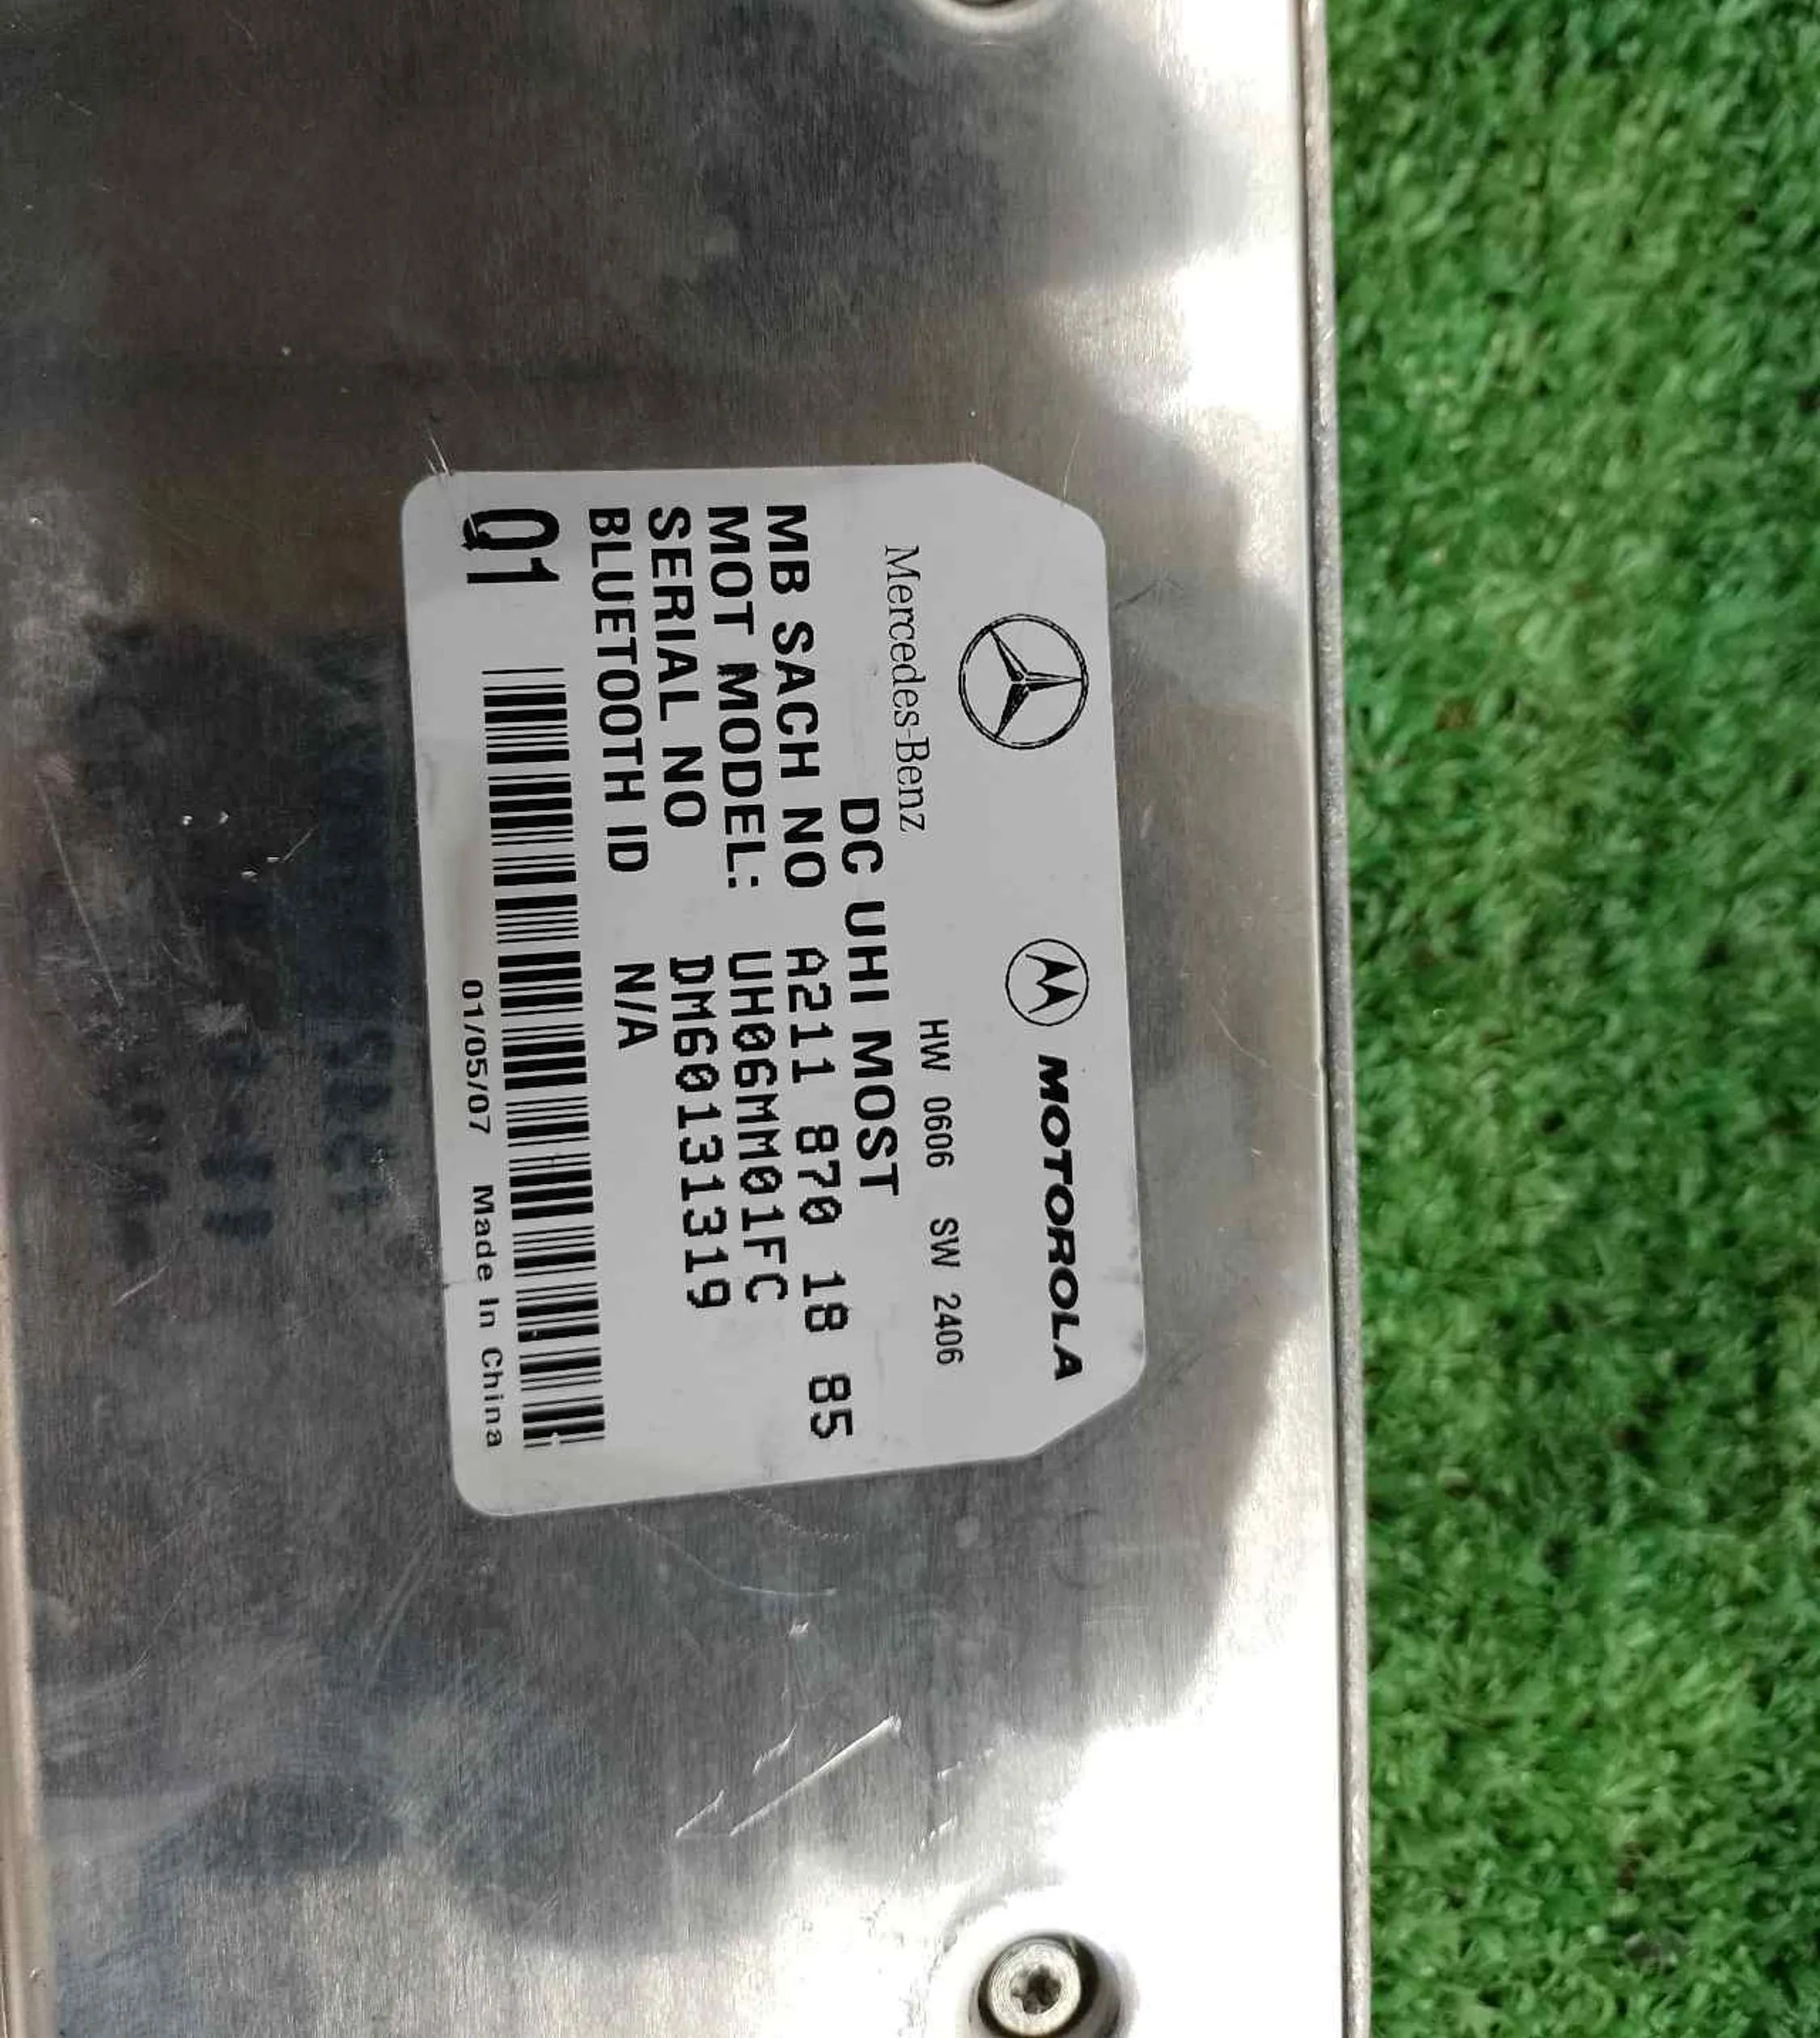 MOTOROLA
Mercedes-Benz HW 0606 SW 2406
DC UHI MOST
MB SACH NO A211 870 18 85
MOT MODEL: UH06MM01FC
SERIAL NO DM60131319
BLUETOOTH ID N/A
Q1
01/05/07 Made In China